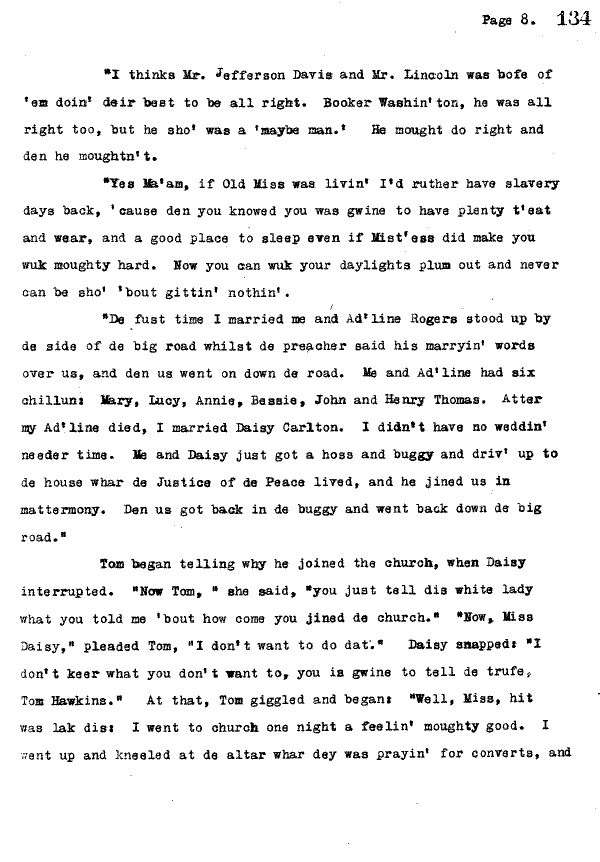 Page 8. 134
"I thinks Mr. Jefferson Davis and Mr. Lincoln was bofe of
'em doin' deir best to be all right. Booker Washin'ton, he was all
right too, but he sho' was a 'maybe man.' He mought do right and
den he moughtn't.
"Yes Ma'am, if Old Miss was livin' I'd ruther have slavery
days back, 'cause den you knowed you was gwine to have plenty t'eat
and wear, and a good place to sleep even if Mist'ess did make you
wuk moughty hard. Now you can wuk your daylights plum out and never
can be sho' 'bout gittin' nothin'.
"De fust time I married me and Ad'line Rogers stood up by
de side of de big road whilst de preacher said his marryin' words
over us, and den us went on down de road. Me and Ad'line had six
chillun: Mary, Lucy, Annie, Bessie, John and Henry Thomas. Atter
my Ad'line died, I married Daisy Carlton. I didn't have no weddin'
needer time. Me and Daisy just got a hoss and buggy and driv' up to
de house whar de Justice of de Peace lived, and he jined us in
mattermony. Den us got back in de buggy and went back down de big
road."
Tom began telling why he joined the church, when Daisy
interrupted. "Now Tom, " she said, "you just tell dis white lady
what you told me 'bout how come you jined de church." "Now, Miss
Daisy," pleaded Tom, "I don't want to do dat." Daisy snapped: "I
don't keer what you don't want to, you is gwine to tell de trufe,
Tom Hawkins." At that, Tom giggled and began: "Well, Miss, hit
was lak dis: I went to church one night a feelin' moughty good. I
went up and kneeled at de altar whar dey was prayin' for converts, and